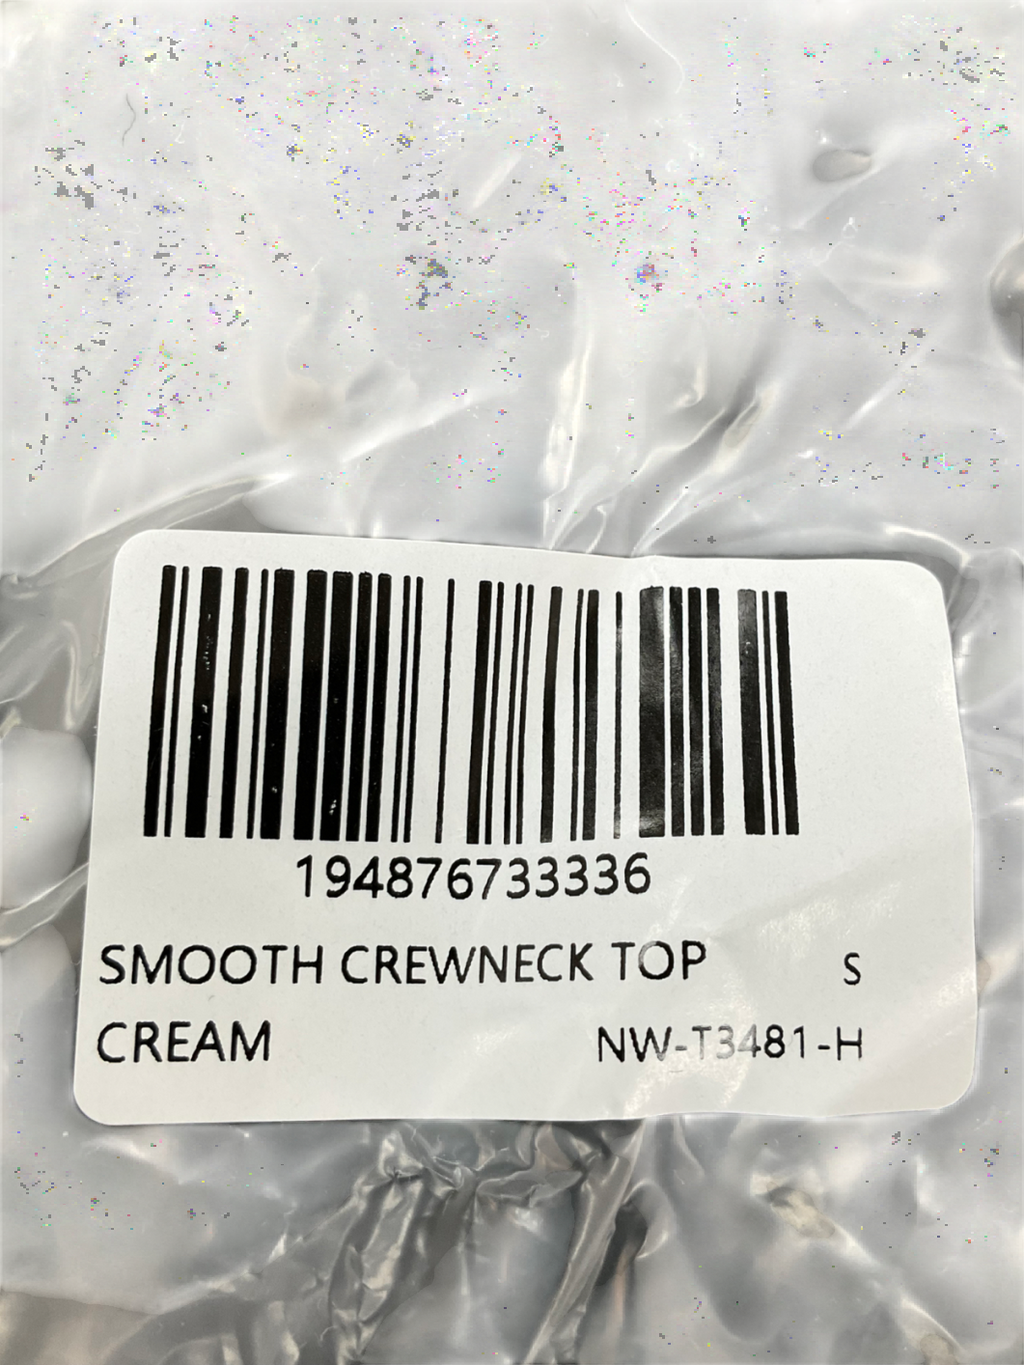 194876733336
SMOOTH CREWNECK TOP S
CREAM NW-T3481-H